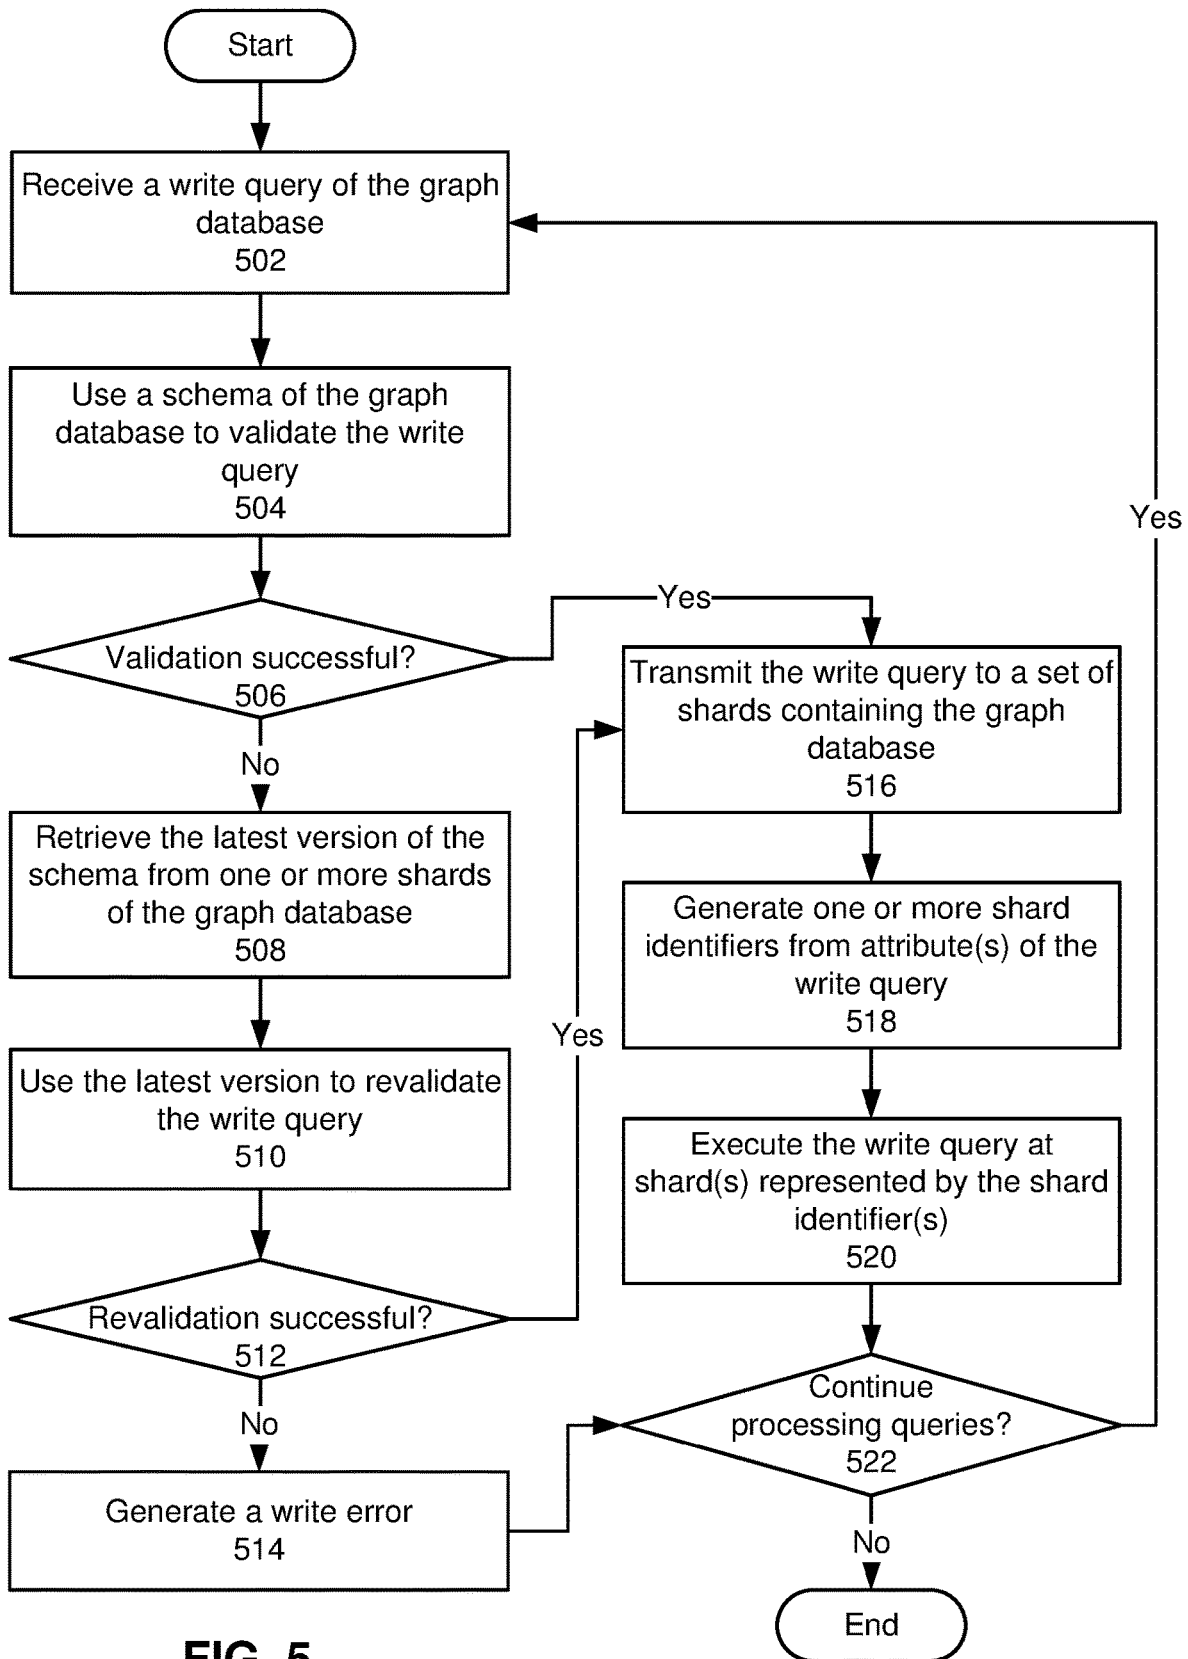 Start
Receive a write query of the graph
database
502
Use a schema of the graph
database to validate the write
query
504
Validation successful?
506
Yes
No
Retrieve the latest version of the
schema from one or more shards
of the graph database
508
Use the latest version to revalidate
the write query
510
Revalidation successful?
512
Yes
No
Generate a write error
514
Transmit the write query to a set of
shards containing the graph
database
516
Generate one or more shard
identifiers from attribute(s) of the
write query
518
Execute the write query at
shard(s) represented by the shard
identifier(s)
520
Continue
processing queries?
522
Yes
No
End
FIG. 5